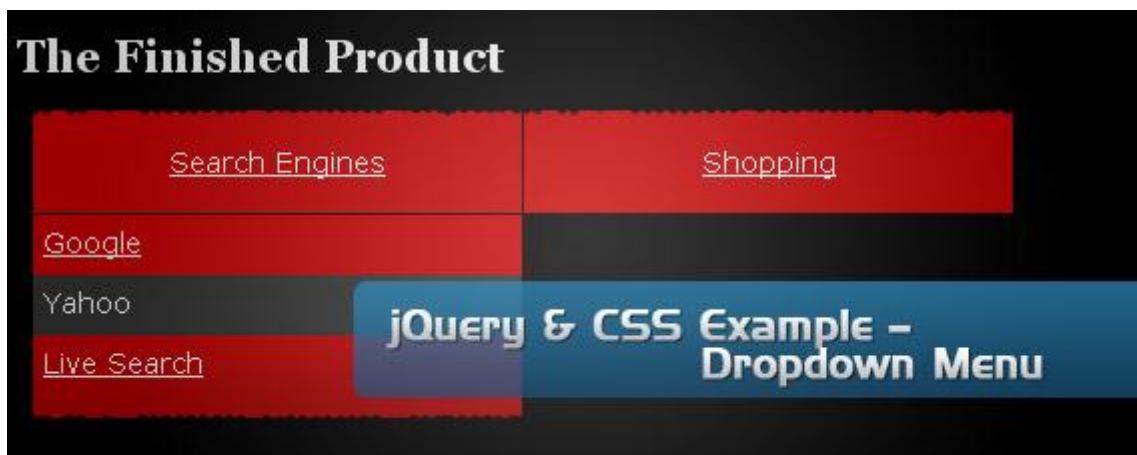 The Finished Product
Search Engines
Shopping
Google
Yahoo
Live Search
jQuery & CSS Example –
Dropdown Menu